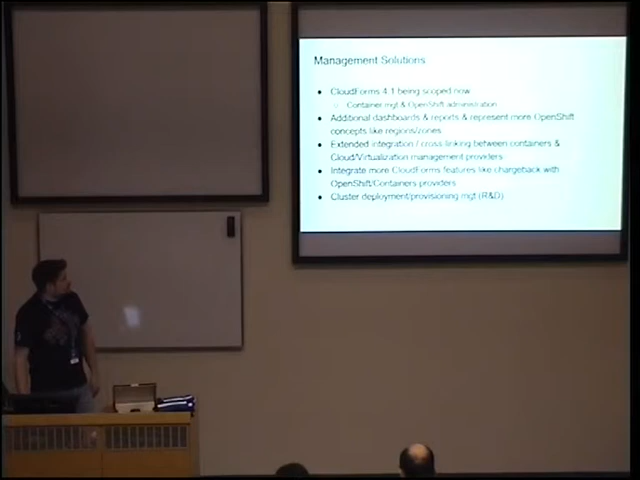 Management Solutions
● CloudForms 4.1 being scoped now
○ Container mgt & OpenShift administration
● Additional dashboards & reports & represent more OpenShift
concepts like regions/zones
● Extended integration / cross linking between containers &
Cloud/Virtualization management providers
● Integrate more CloudForms features like chargeback with
OpenShift/Containers providers
● Cluster deployment/provisioning mgt (R&D)